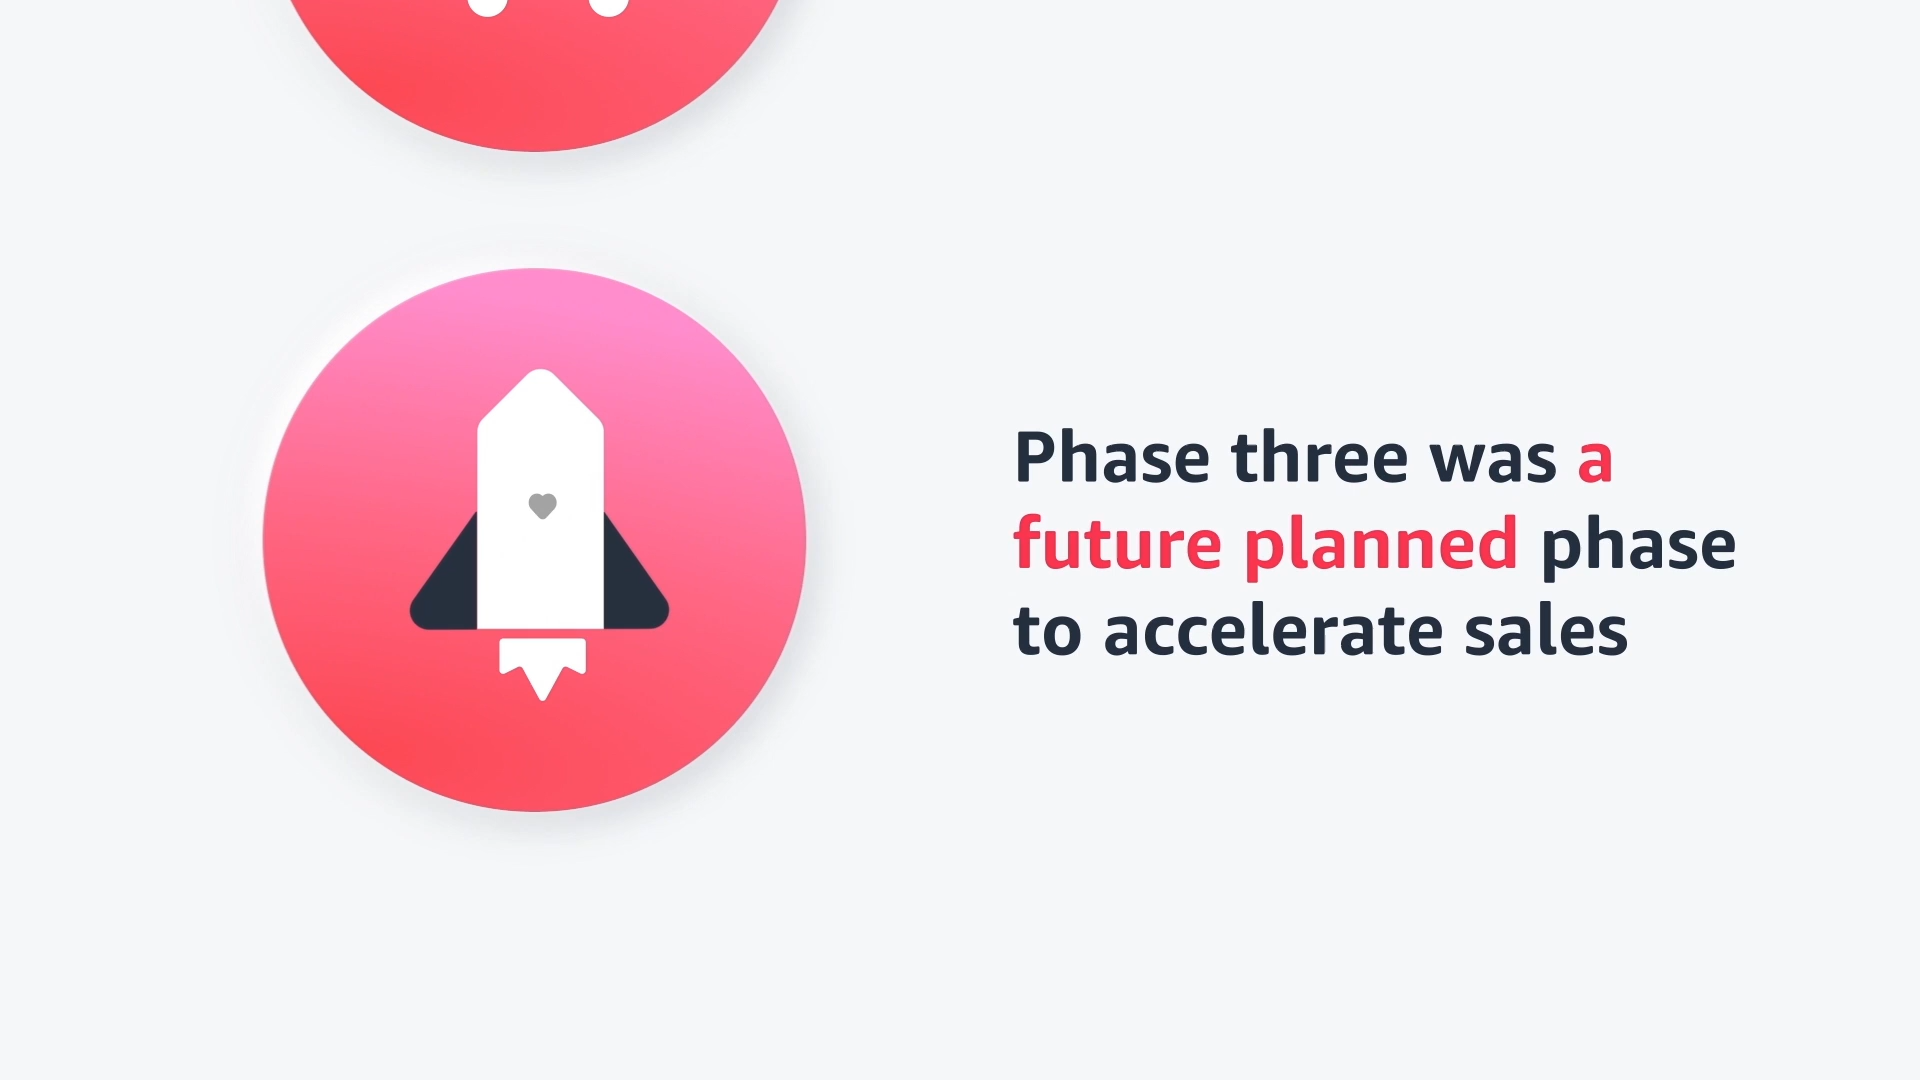 Phase three was a
future planned phase
to accelerate sales